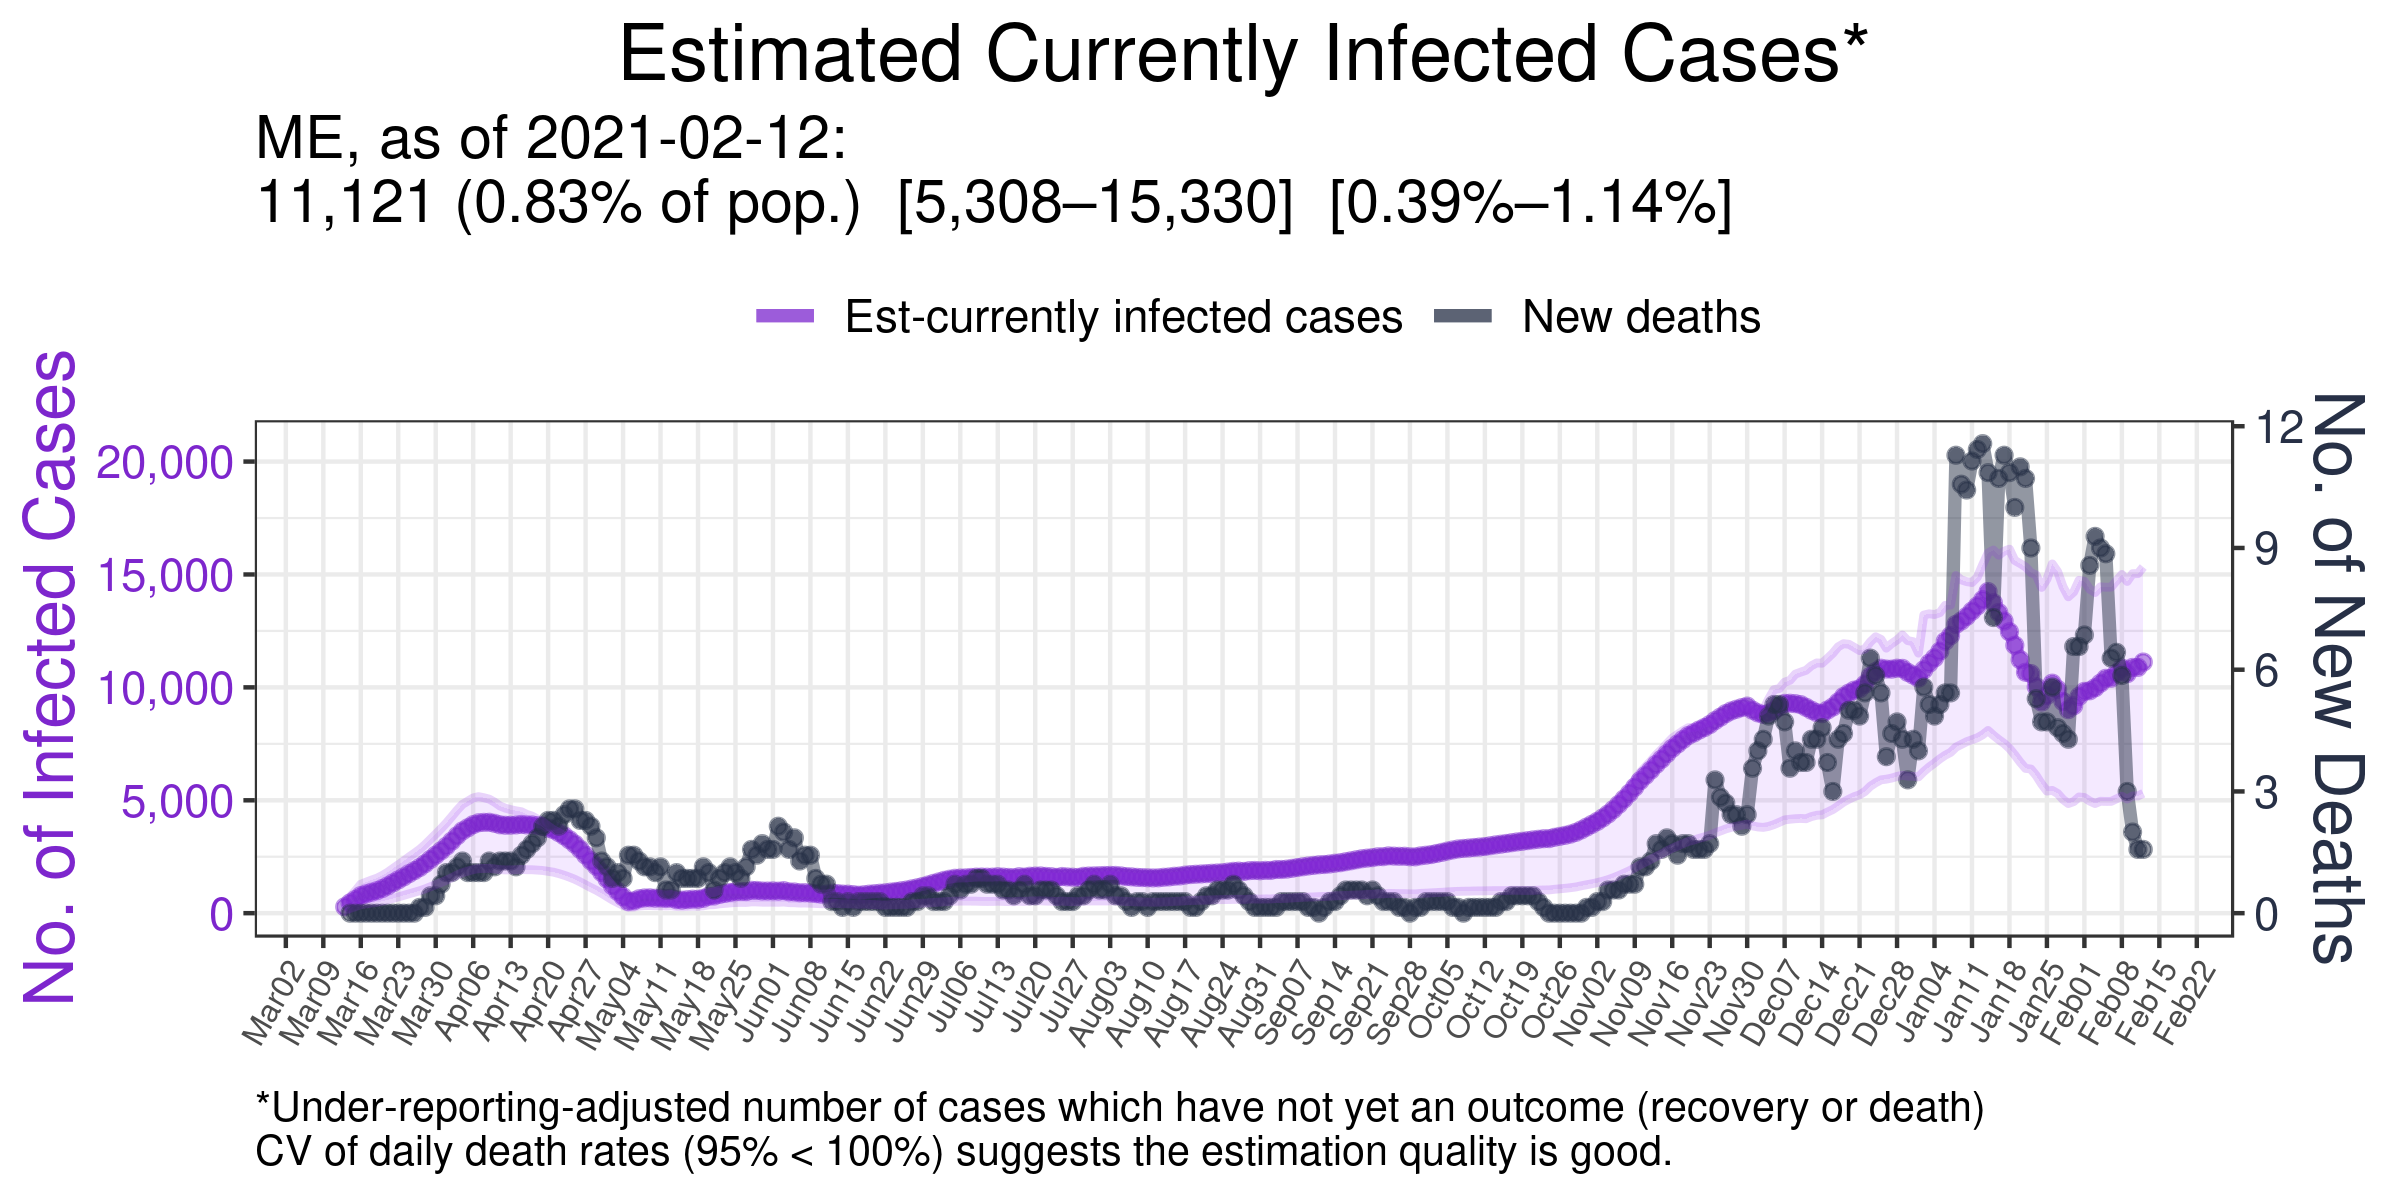 Estimated Currently Infected Cases*
ME, as of 2021-02-12:
11,121 (0.83% of pop.)  [5,308–15,330]  [0.39%–1.14%]
Est-currently infected cases
New deaths
No. of Infected Cases
20,000
15,000
10,000
5,000
0
12
9
6
3
0
No. of New Deaths
Mar02
Mar09
Mar16
Mar23
Mar30
Apr06
Apr13
Apr20
Apr27
May04
May11
May18
May25
Jun01
Jun08
Jun15
Jun22
Jun29
Jul06
Jul13
Jul20
Jul27
Aug03
Aug10
Aug17
Aug24
Aug31
Sep07
Sep14
Sep21
Sep28
Oct05
Oct12
Oct19
Oct26
Nov02
Nov09
Nov16
Nov23
Nov30
Dec07
Dec14
Dec21
Dec28
Jan04
Jan11
Jan18
Jan25
Feb01
Feb08
Feb15
Feb22
*Under-reporting-adjusted number of cases which have not yet an outcome (recovery or death)
CV of daily death rates (95% < 100%) suggests the estimation quality is good.